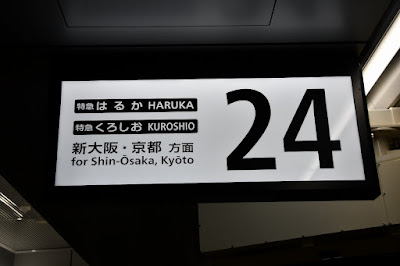 特急 はるか HARUKA
特急 くろしお KUROSHIO
新大阪・京都 方面
for Shin-Ōsaka, Kyōto
24